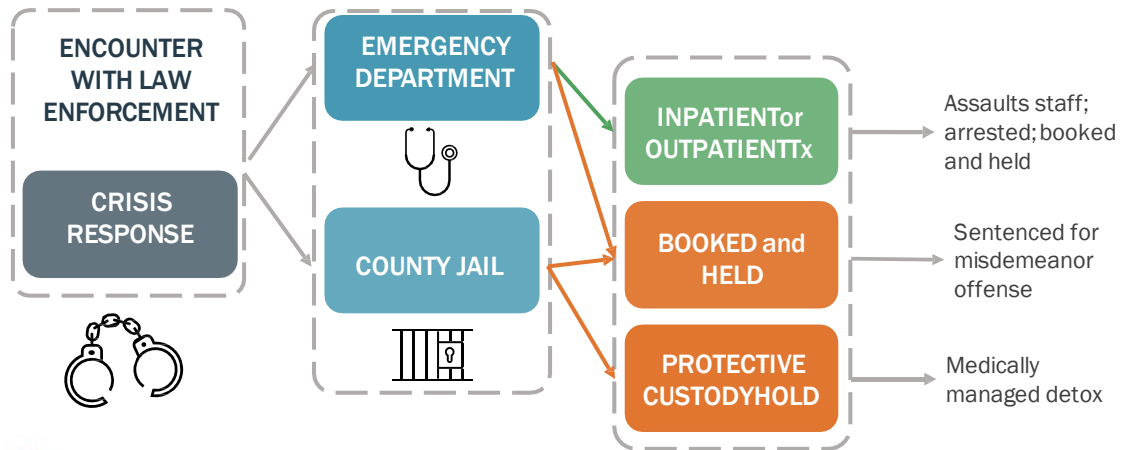 ENCOUNTER
WITH LAW
ENFORCEMENT
CRISIS
RESPONSE
EMERGENCY
DEPARTMENT
COUNTY JAIL
INPATIENTor
OUTPATIENTTx
BOOKED and
HELD
PROTECTIVE
CUSTODYHOLD
Assaults staff;
arrested; booked
and held
Sentenced for
misdemeanor
offense
Medically
managed detox